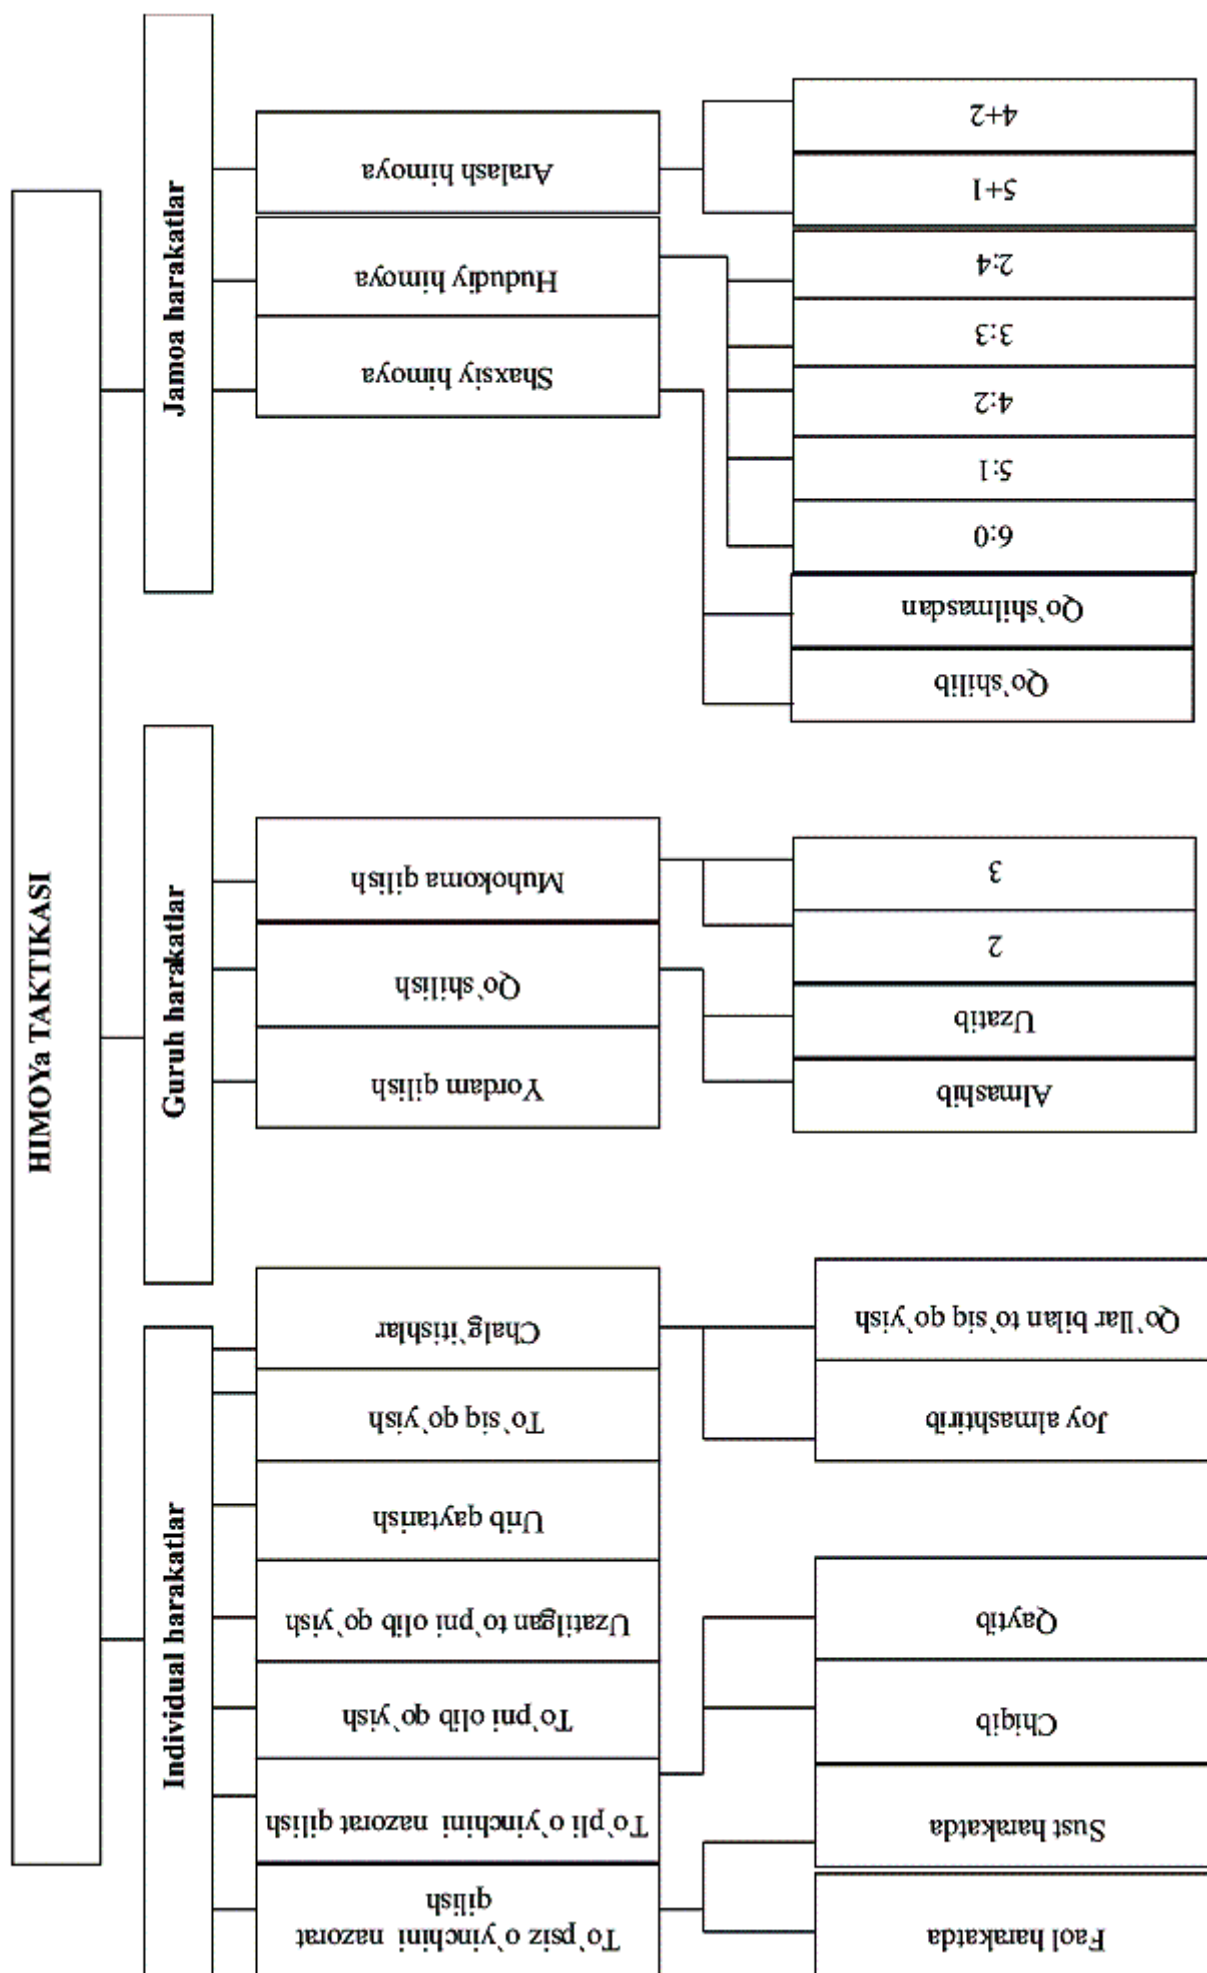 HIMOYa TAKTIKASI
Individual harakatlar
To`psiz o`yinchini nazorat
qilish
Faol harakatda
Sust harakatda
To`pli o`yinchini nazorat qilish
Chiqib
Qaytib
To`pni olib qo`yish
Uzatilgan to`pni olib qo`yish
Urib qaytarish
To`siq qo`yish
Chalg`itishlar
Joy almashtirib
Qo`llar bilan to`siq qo`yish
Guruh harakatlar
Yordam qilish
Qo`shilish
Almashib
Uzatib
Muhokoma qilish
2
3
Jamoa harakatlar
Shaxsiy himoya
Qo`shilib
Qo`shilmasdan
Hududiy himoya
6:0
5:1
4:2
3:3
2:4
Aralash himoya
5+1
4+2